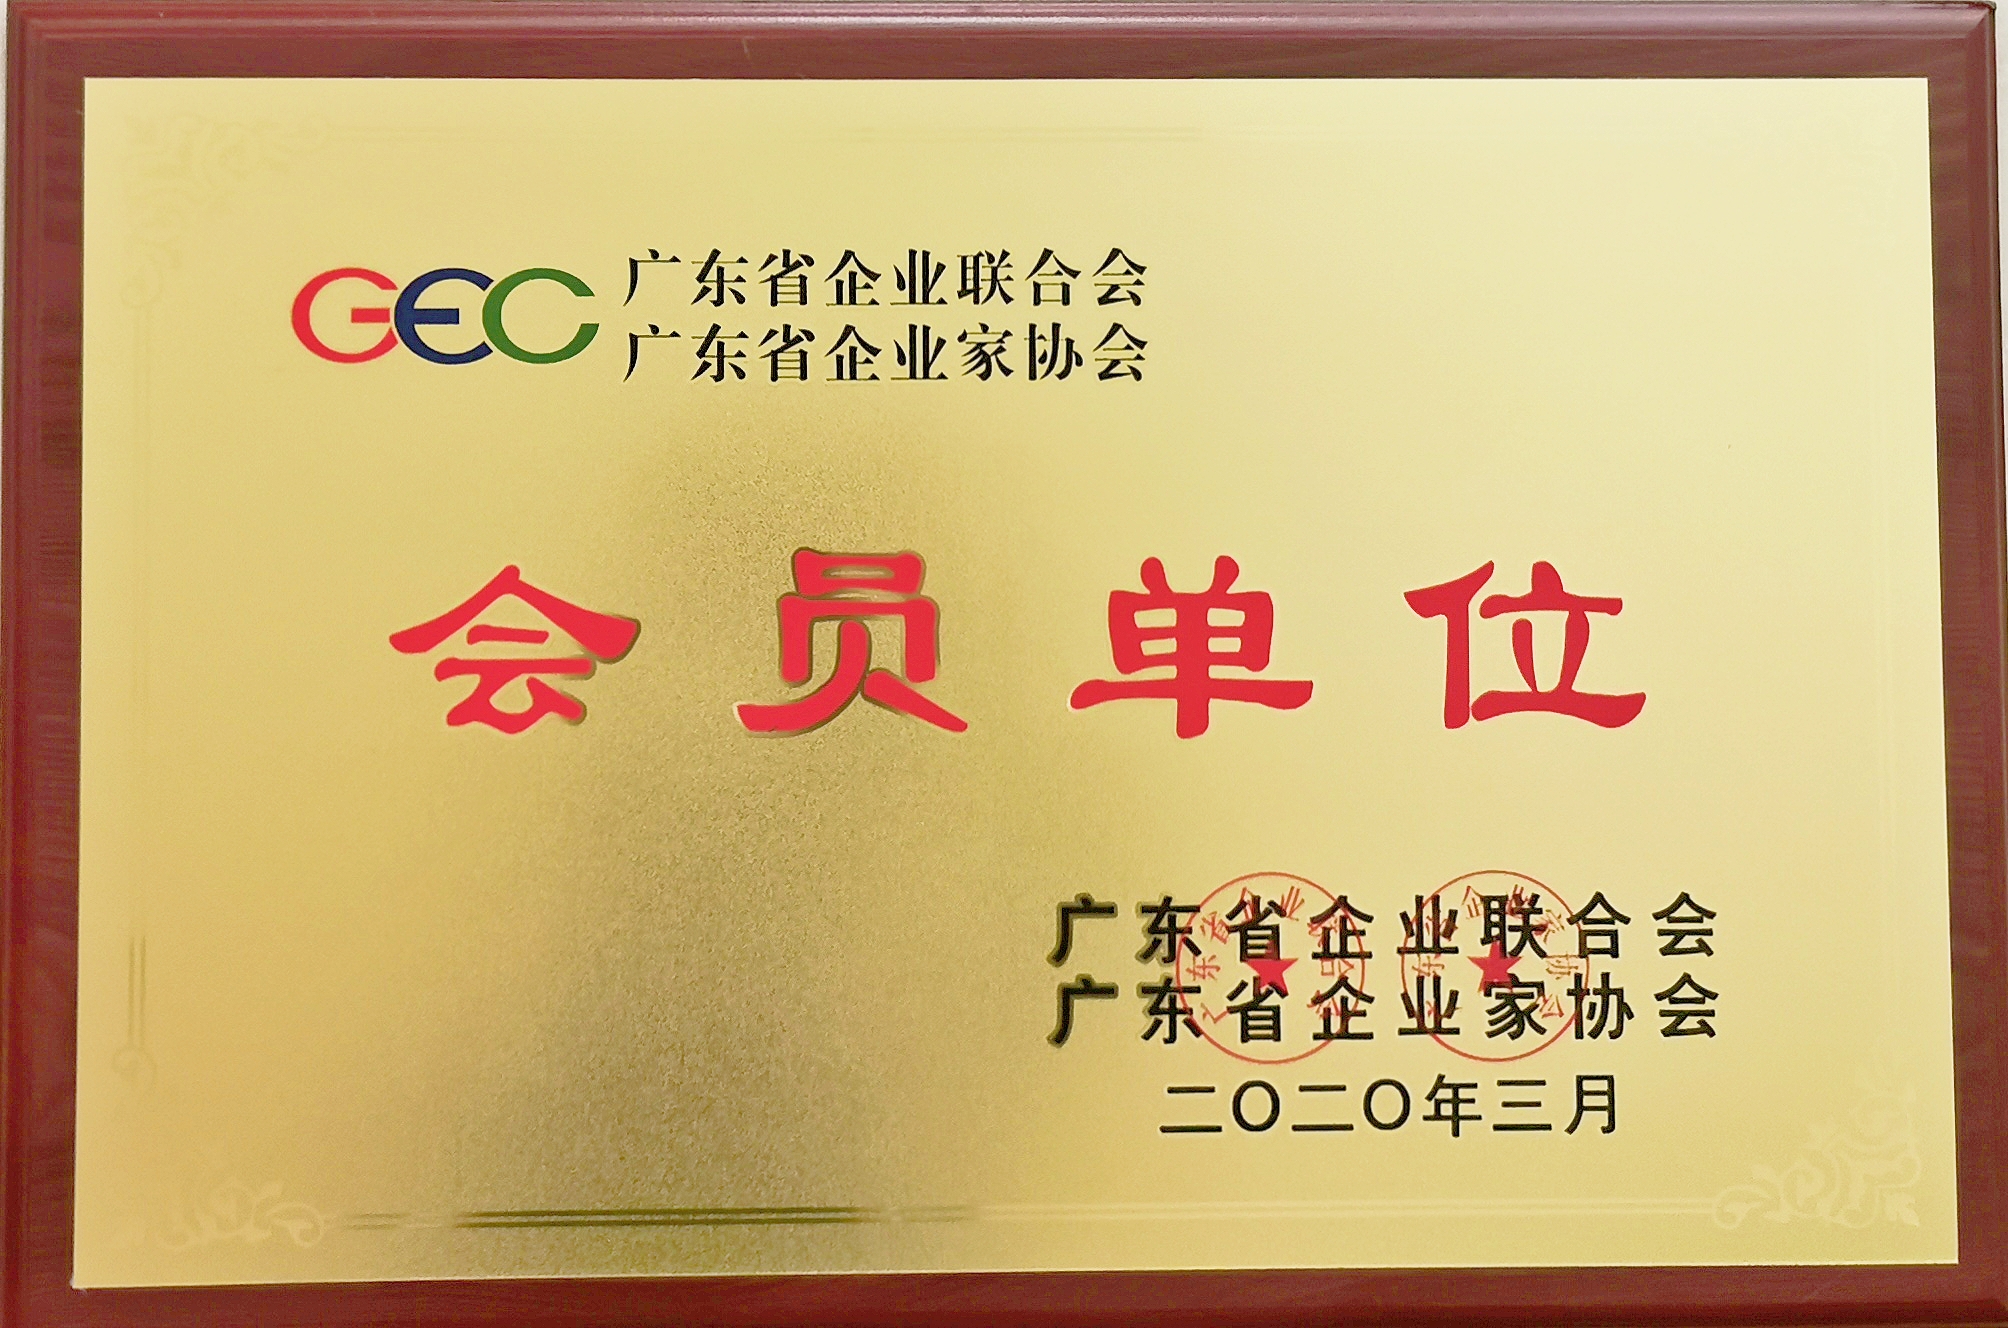 GEC 广东省企业联合会
广东省企业家协会
会员单位
广东省企业联合会
广东省企业家协会
二〇二〇年三月